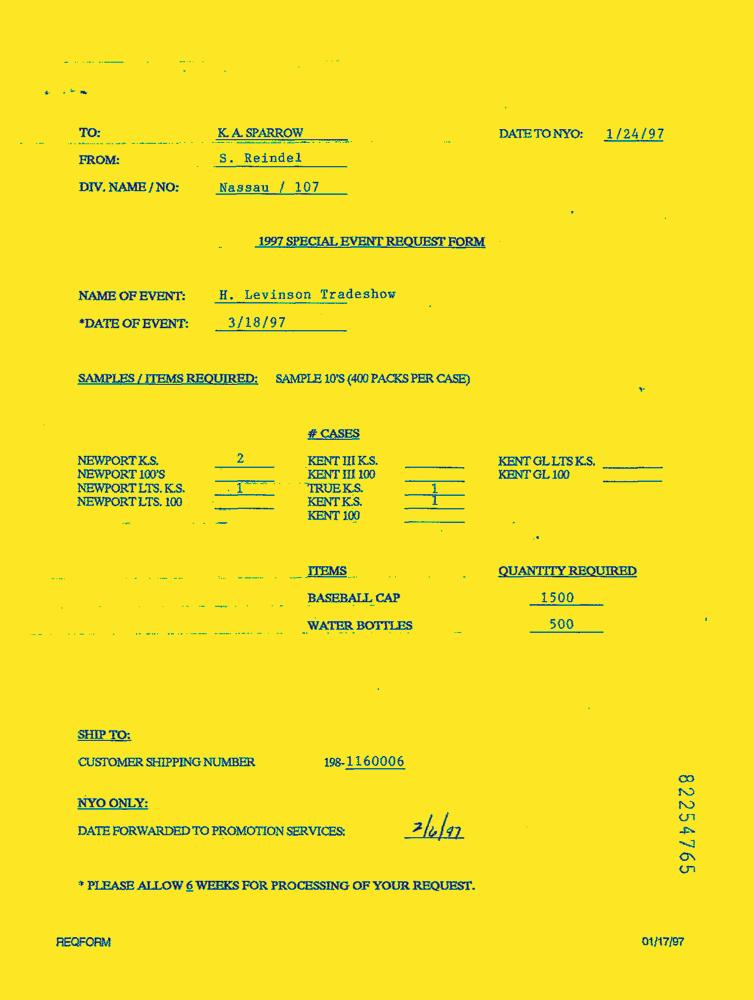 TO: K. A. SPARROW DATE TO NYO: 1/24/97
FROM: S. Reindel
DIV. NAME / NO: Nassau / 107
1997 SPECIAL EVENT REQUEST FORM
NAME OF EVENT: H. Levinson Tradeshow
*DATE OF EVENT: 3/18/97
SAMPLES / ITEMS REQUIRED: SAMPLE 10'S (400 PACKS PER CASE)
# CASES
NEWPORT K.S. 2 KENT III K.S. KENT GL LTS K.S.
NEWPORT 100'S KENT III 100 KENT GL 100
NEWPORT LTS. K.S. 1 TRUE K.S. 1
NEWPORT LTS. 100 KENT K.S. 1
KENT 100
ITEMS QUANTITY REQUIRED
BASEBALL CAP 1500
WATER BOTTLES 500
SHIP TO:
CUSTOMER SHIPPING NUMBER 198-1160006
NYO ONLY:
DATE FORWARDED TO PROMOTION SERVICES: 2/6/97
* PLEASE ALLOW 6 WEEKS FOR PROCESSING OF YOUR REQUEST.
REQFORM 01/17/97
82254765